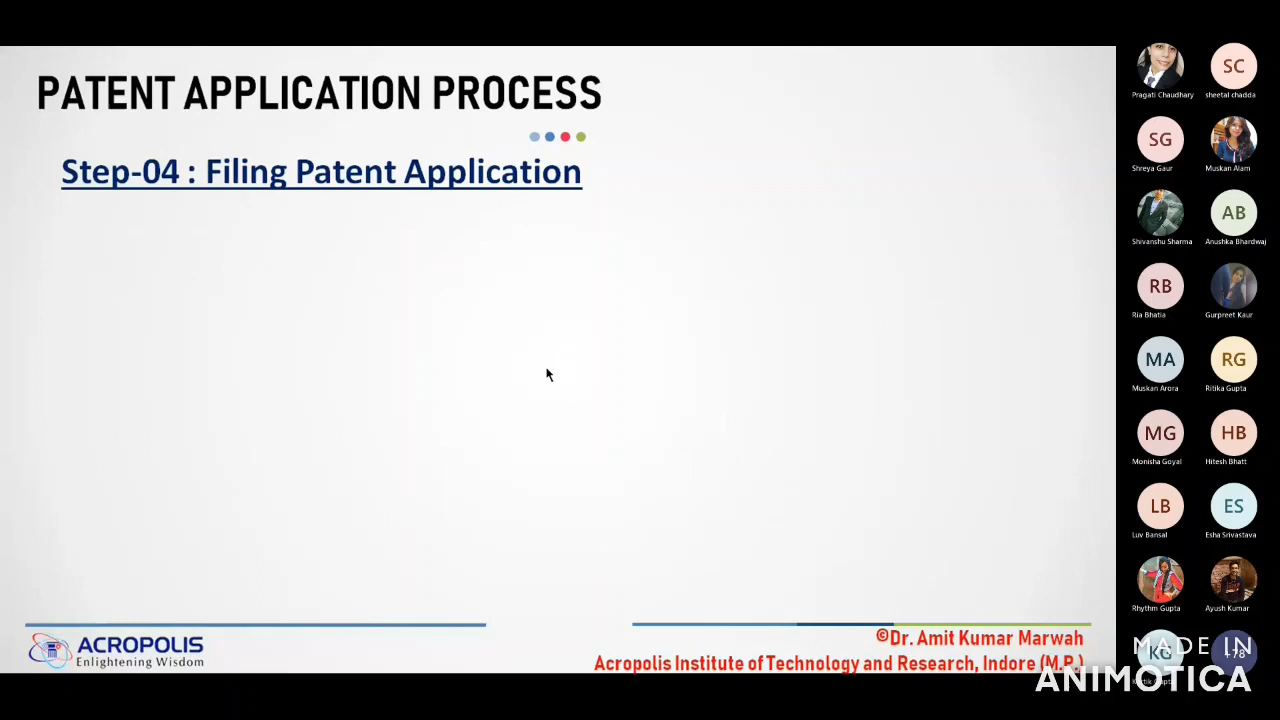 PATENT APPLICATION PROCESS
Step-04 : Filing Patent Application
ACROPOLIS
Enlightening Wisdom
©Dr. Amit Kumar Marwah
Acropolis Institute of Technology and Research, Indore (M.P.)
Pragati Chaudhary
SC
sheetal chadda
SG
Shreya Gaur
Muskan Alam
Shivanshu Sharma
AB
Anushka Bhardwaj
RB
Ria Bhatia
Gurpreet Kaur
MA
Muskan Arora
RG
Ritika Gupta
MG
Monisha Goyal
HB
Hitesh Bhatt
LB
Luv Bansal
ES
Esha Srivastava
Rhythm Gupta
Ayush Kumar
KG
+78
MADE IN
ANIMOTICA